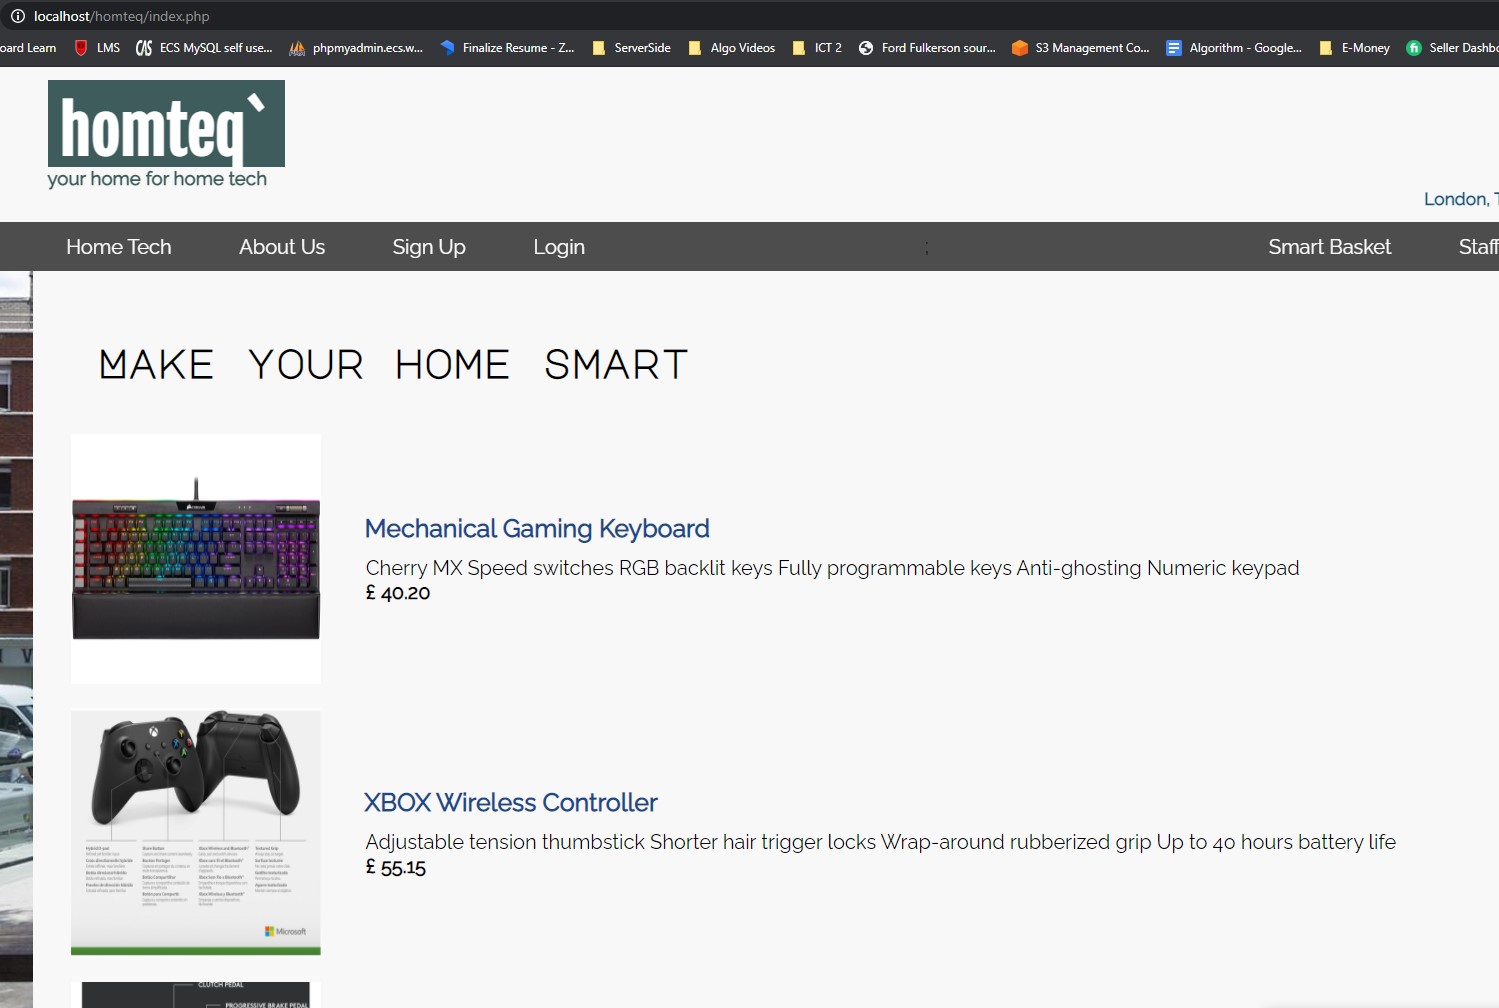 localhost/homteq/index.php
oard Learn LMS ECS MySQL self use... phpmyadmin.ecs.w... Finalize Resume - Z... ServerSide Algo Videos ICT 2 Ford Fulkerson sour... S3 Management Co... Algorithm - Google... E-Money Seller Dashbo
homteq`
your home for home tech
London, T
Home Tech About Us Sign Up Login ; Smart Basket Staff
MAKE YOUR HOME SMART
Mechanical Gaming Keyboard
Cherry MX Speed switches RGB backlit keys Fully programmable keys Anti-ghosting Numeric keypad
£ 40.20
XBOX Wireless Controller
Adjustable tension thumbstick Shorter hair trigger locks Wrap-around rubberized grip Up to 40 hours battery life
£ 55.15
Microsoft
CLUTCH PEDAL
PROGRESSIVE BRAKE PEDAL